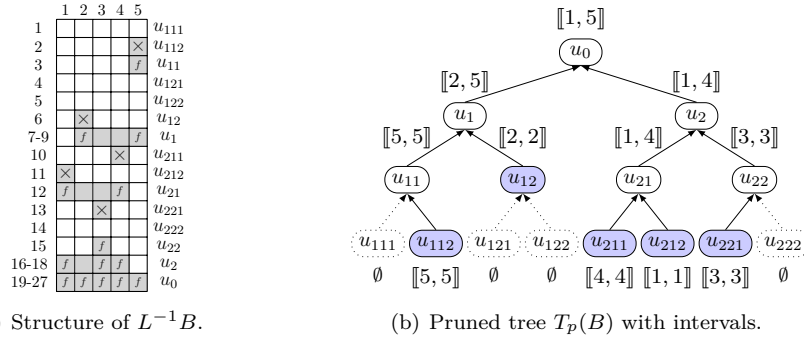 1 2 3 4 5
1 u111
2 × u112
3 f u11
4 u121
5 u122
6 × u12
7-9 f f u1
10 × u211
11 × u212
12 f f u21
13 × u221
14 u222
15 f u22
16-18 f f f u2
19-27 f f f f f u0
) Structure of L−1B.
⟦1, 5⟧
u0
⟦2, 5⟧ ⟦1, 4⟧
u1 u2
⟦5, 5⟧ ⟦2, 2⟧ ⟦1, 4⟧ ⟦3, 3⟧
u11 u12 u21 u22
u111 u112 u121 u122 u211 u212 u221 u222
∅ ⟦5, 5⟧ ∅ ∅ ⟦4, 4⟧ ⟦1, 1⟧ ⟦3, 3⟧ ∅
(b) Pruned tree Tp(B) with intervals.